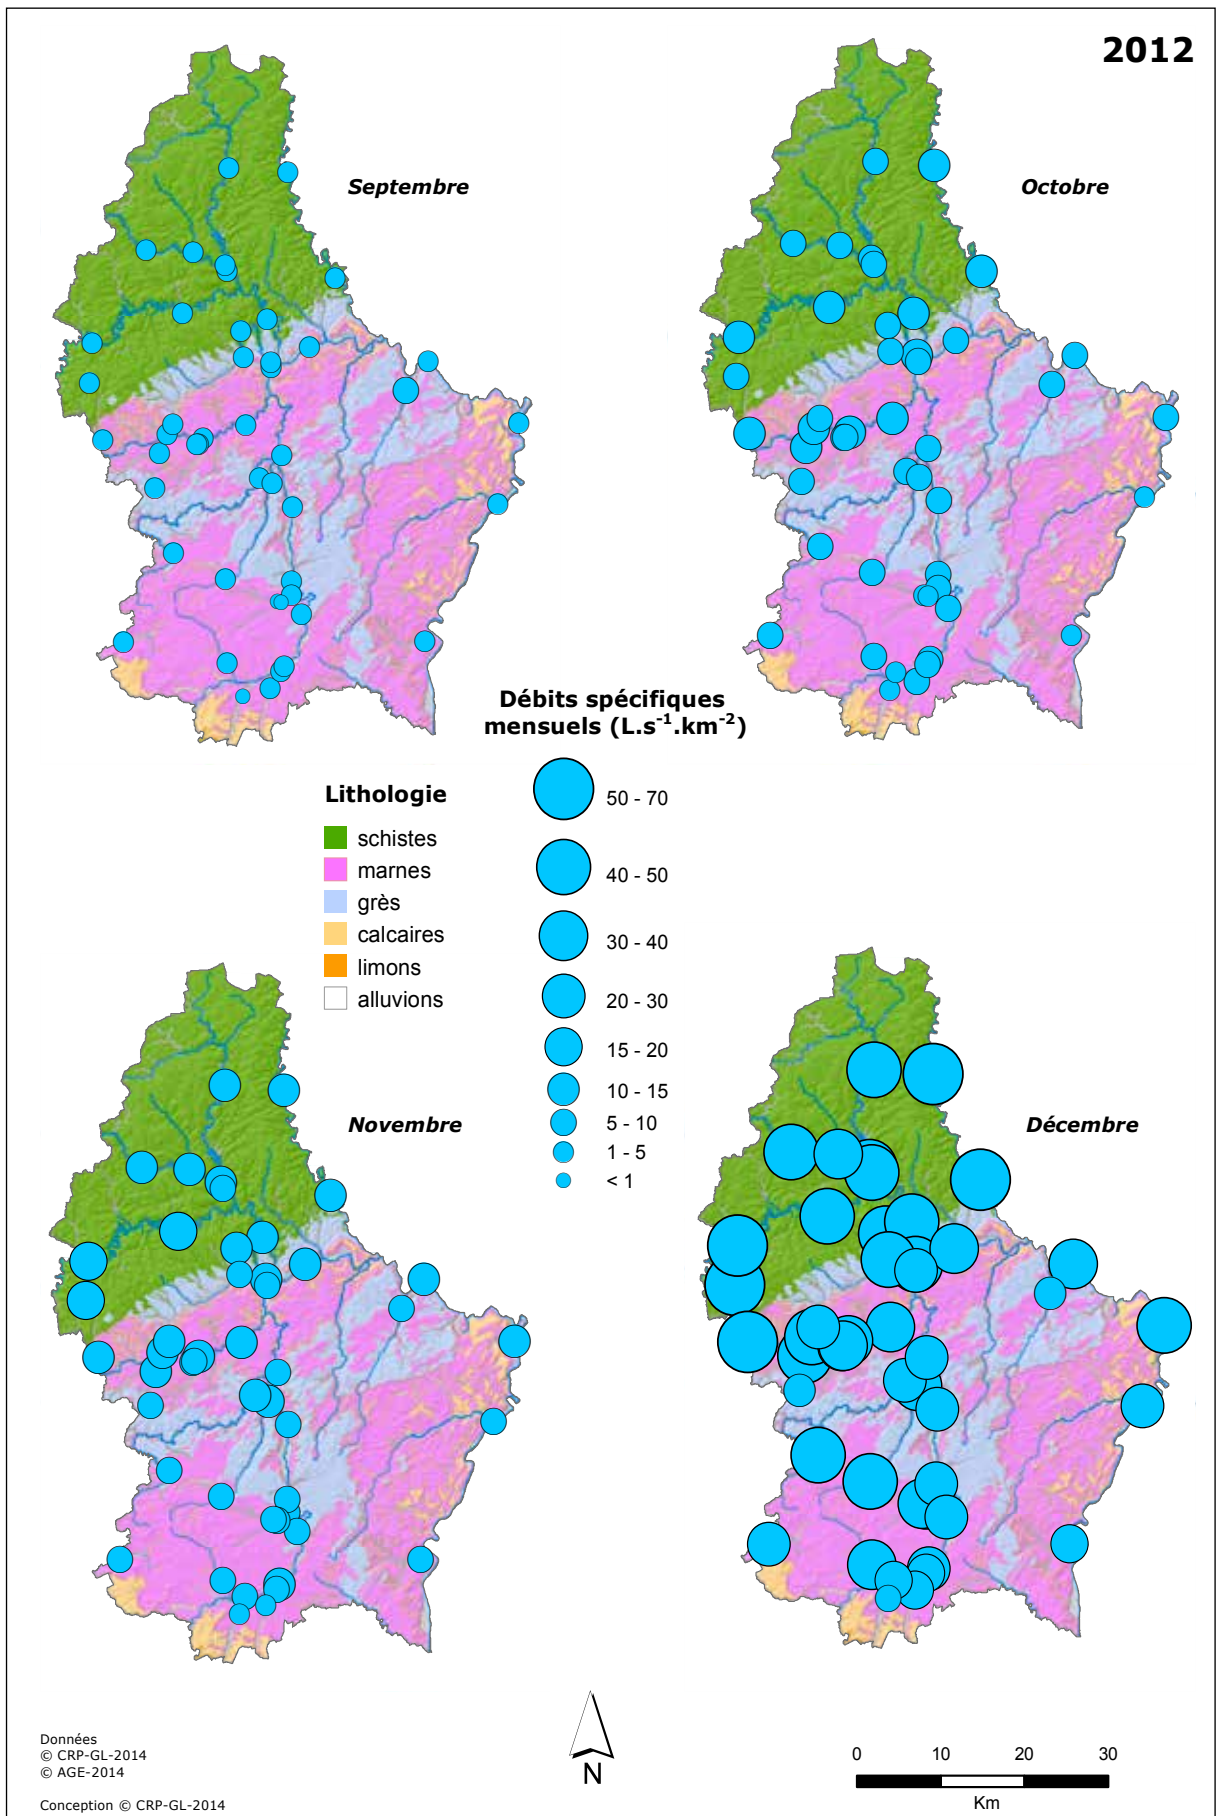 2012
Septembre
Octobre
Débits spécifiques
mensuels (L.s⁻¹.km⁻²)
50 - 70
40 - 50
30 - 40
20 - 30
15 - 20
10 - 15
5 - 10
1 - 5
< 1
Lithologie
schistes
marnes
grès
calcaires
limons
alluvions
Novembre
Décembre
Données
© CRP-GL-2014
© AGE-2014
Conception © CRP-GL-2014
N
0 10 20 30
Km